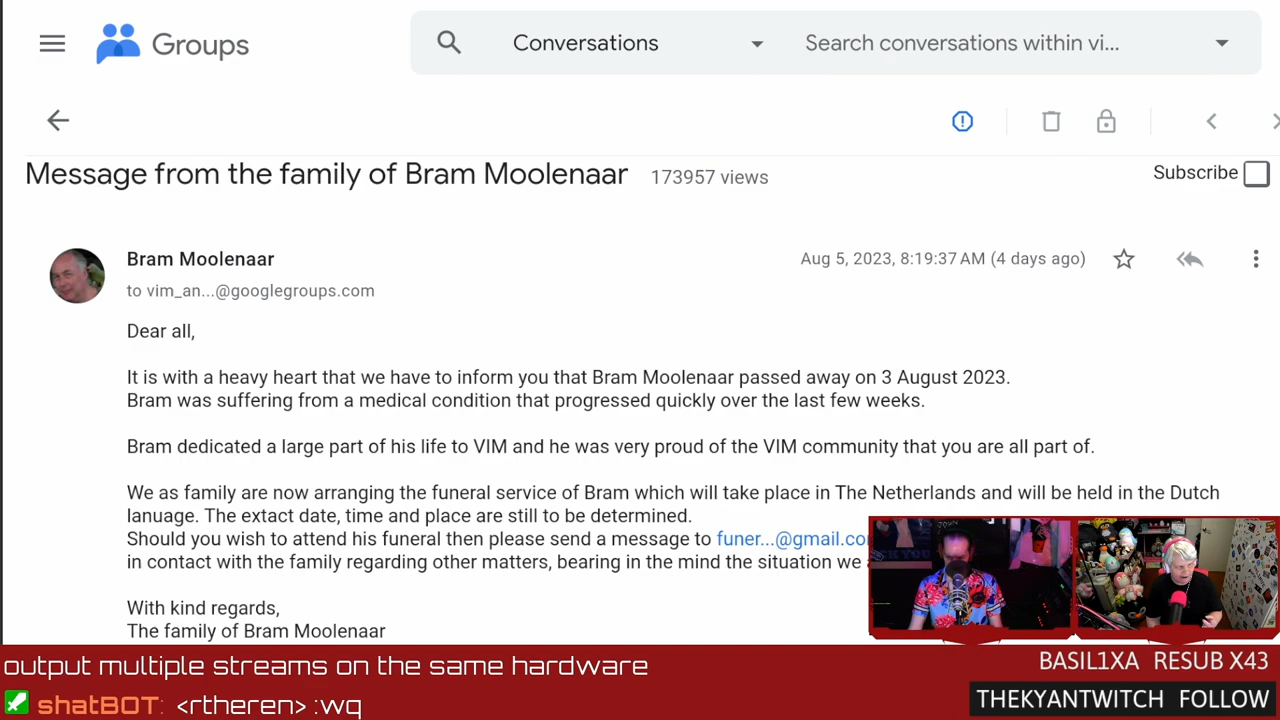 Groups
Conversations
Search conversations within vi...
Message from the family of Bram Moolenaar 173957 views
Subscribe
Bram Moolenaar
Aug 5, 2023, 8:19:37 AM (4 days ago)
to vim_an...@googlegroups.com
Dear all,
It is with a heavy heart that we have to inform you that Bram Moolenaar passed away on 3 August 2023.
Bram was suffering from a medical condition that progressed quickly over the last few weeks.
Bram dedicated a large part of his life to VIM and he was very proud of the VIM community that you are all part of.
We as family are now arranging the funeral service of Bram which will take place in The Netherlands and will be held in the Dutch
lanuage. The extact date, time and place are still to be determined.
Should you wish to attend his funeral then please send a message to funer...@gmail.co
in contact with the family regarding other matters, bearing in the mind the situation we
With kind regards,
The family of Bram Moolenaar
output multiple streams on the same hardware
BASIL1XA RESUB X43
shatBOT: <rtheren> :wq
THEKYANTWITCH FOLLOW